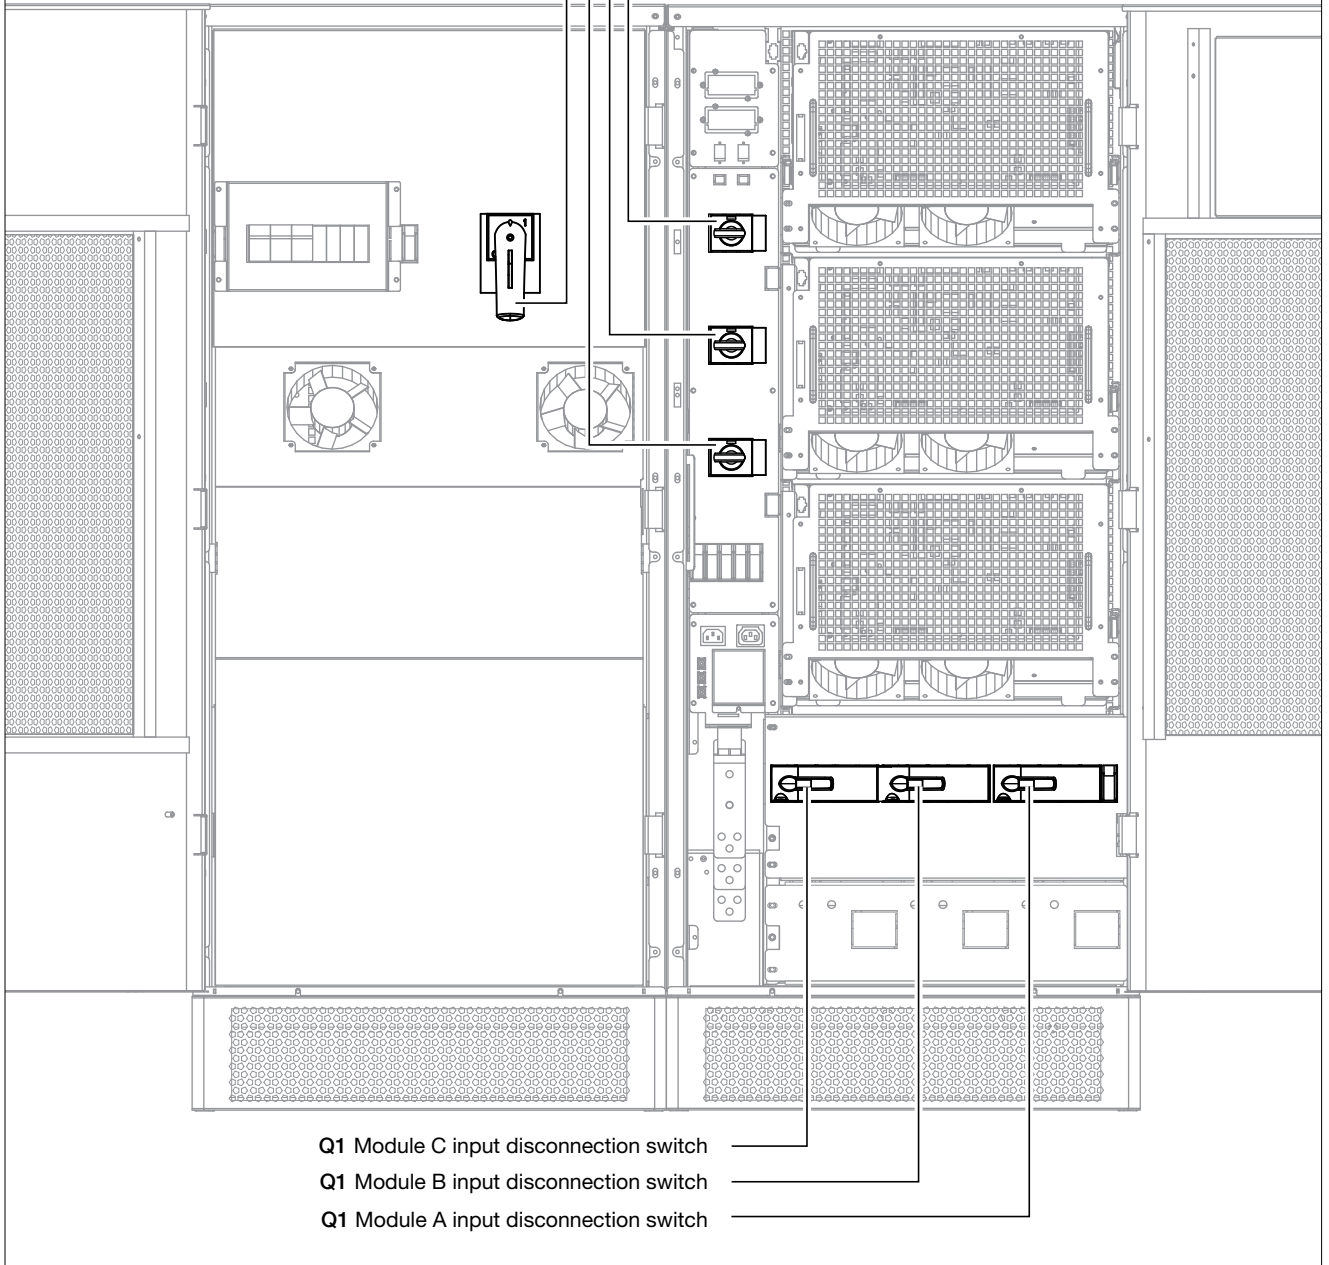 Q1 Module C input disconnection switch
Q1 Module B input disconnection switch
Q1 Module A input disconnection switch